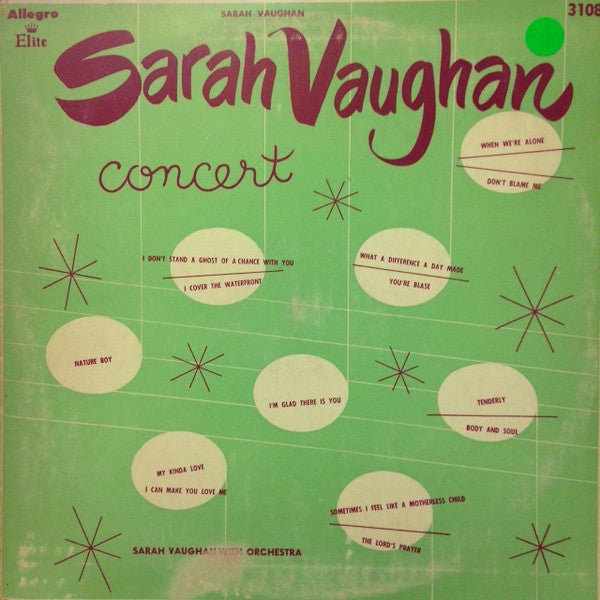 Allegro
Elite
SARAH VAUGHAN
3108
Sarah Vaughan
concert
WHEN WE'RE ALONE
DON'T BLAME ME
I DON'T STAND A GHOST OF A CHANCE WITH YOU
I COVER THE WATERFRONT
WHAT A DIFFERENCE A DAY MADE
YOU'RE BLASE
NATURE BOY
I'M GLAD THERE IS YOU
TENDERLY
BODY AND SOUL
MY KINDA LOVE
I CAN MAKE YOU LOVE ME
SOMETIMES I FEEL LIKE A MOTHERLESS CHILD
THE LORD'S PRAYER
SARAH VAUGHAN WITH ORCHESTRA